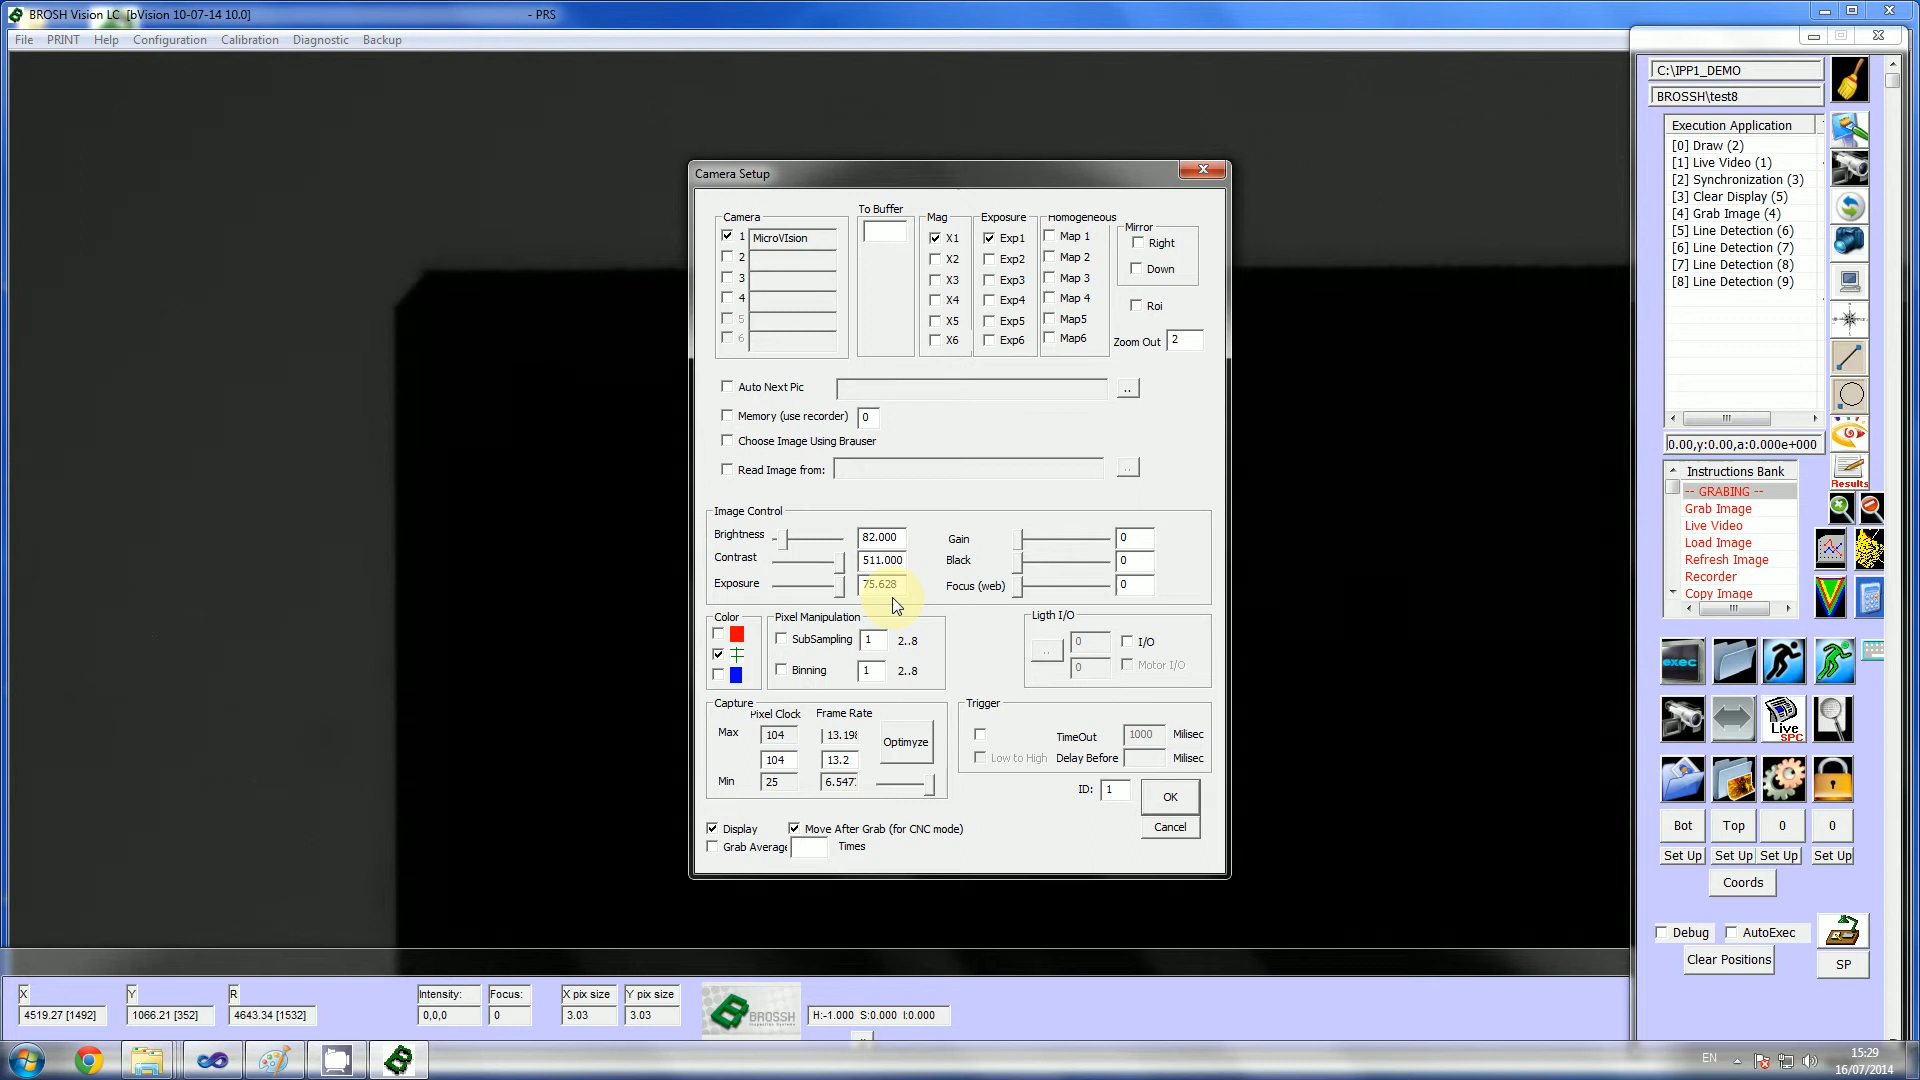 BROSH Vision LC [bVision 10-07-14 10.0] - PRS
File PRINT Help Configuration Calibration Diagnostic Backup
C:\IPP1_DEMO
BROSSH\test8
Execution Application
[0] Draw (2)
[1] Live Video (1)
[2] Synchronization (3)
[3] Clear Display (5)
[4] Grab Image (4)
[5] Line Detection (6)
[6] Line Detection (7)
[7] Line Detection (8)
[8] Line Detection (9)
0.00,y:0.00,a:0.000e+000
Instructions Bank
-- GRABING --
Grab Image
Live Video
Load Image
Refresh Image
Recorder
Copy Image
Results
exec
Live
SPC
Bot Top 0 0
Set Up Set Up Set Up Set Up
Coords
Debug AutoExec
Clear Positions
SP
Camera Setup
Camera To Buffer Mag Exposure Homogeneous Mirror
1 MicroVIsion X1 Exp1 Map 1 Right
2 X2 Exp2 Map 2 Down
3 X3 Exp3 Map 3
4 X4 Exp4 Map 4 Roi
5 X5 Exp5 Map5
6 X6 Exp6 Map6 Zoom Out 2
Auto Next Pic ..
Memory (use recorder) 0
Choose Image Using Brauser
Read Image from: ..
Image Control
Brightness 82.000 Gain 0
Contrast 511.000 Black 0
Exposure 75.628 Focus (web) 0
Color Pixel Manipulation Ligth I/O
SubSampling 1 2..8 .. 0 I/O
Binning 1 2..8 0 Motor I/O
Capture Pixel Clock Frame Rate Trigger
Max 104 13.198 Optimyze TimeOut 1000 Milisec
104 13.2 Low to High Delay Before Milisec
Min 25 6.547
ID: 1 OK
Cancel
Display Move After Grab (for CNC mode)
Grab Average Times
X Y R Intensity: Focus: X pix size Y pix size
4519.27 [1492] 1066.21 [352] 4643.34 [1532] 0,0,0 0 3.03 3.03 BROSSH H:-1.000 S:0.000 I:0.000
EN 15:29
16/07/2014